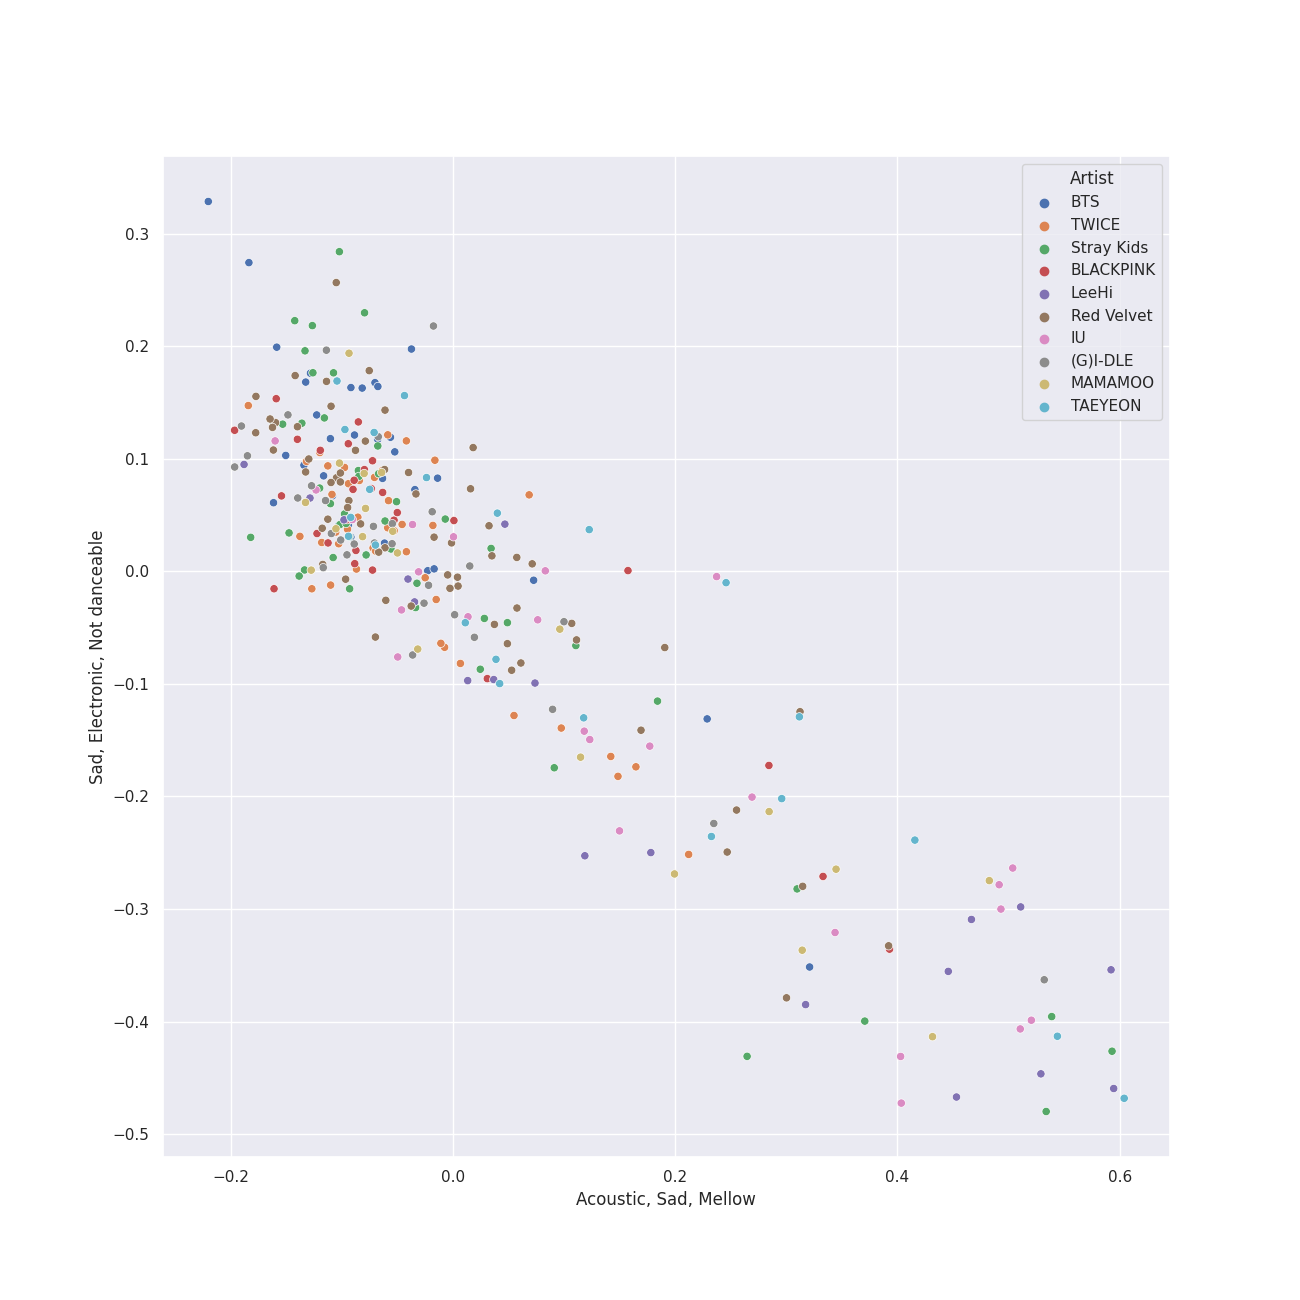 Artist
BTS
TWICE
Stray Kids
BLACKPINK
LeeHi
Red Velvet
IU
(G)I-DLE
MAMAMOO
TAEYEON
0.3
0.2
0.1
0.0
−0.1
−0.2
−0.3
−0.4
−0.5
Sad, Electronic, Not danceable
−0.2 0.0 0.2 0.4 0.6
Acoustic, Sad, Mellow